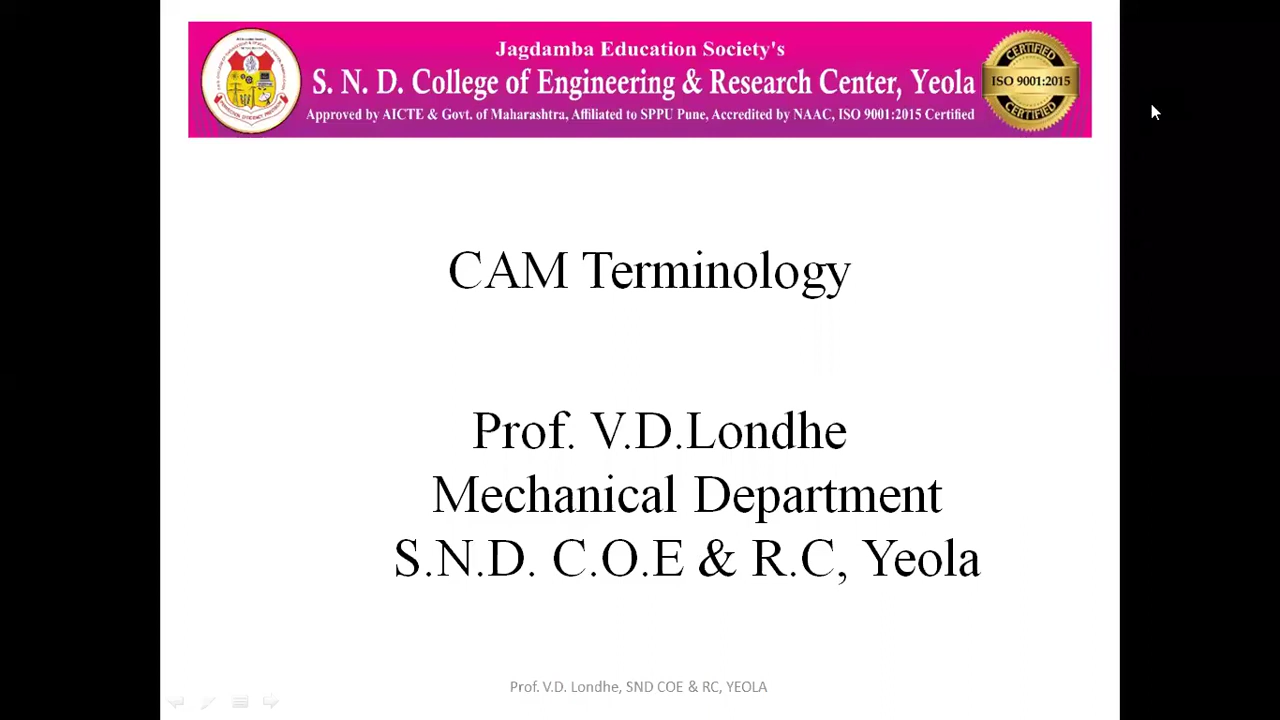 Jagdamba Education Society's
S. N. D. College of Engineering & Research Center, Yeola
Approved by AICTE & Govt. of Maharashtra, Affiliated to SPPU Pune, Accredited by NAAC, ISO 9001:2015 Certified
CERTIFIED
ISO 9001:2015
CERTIFIED
CAM Terminology
Prof. V.D.Londhe
Mechanical Department
S.N.D. C.O.E & R.C, Yeola
Prof. V.D. Londhe, SND COE & RC, YEOLA